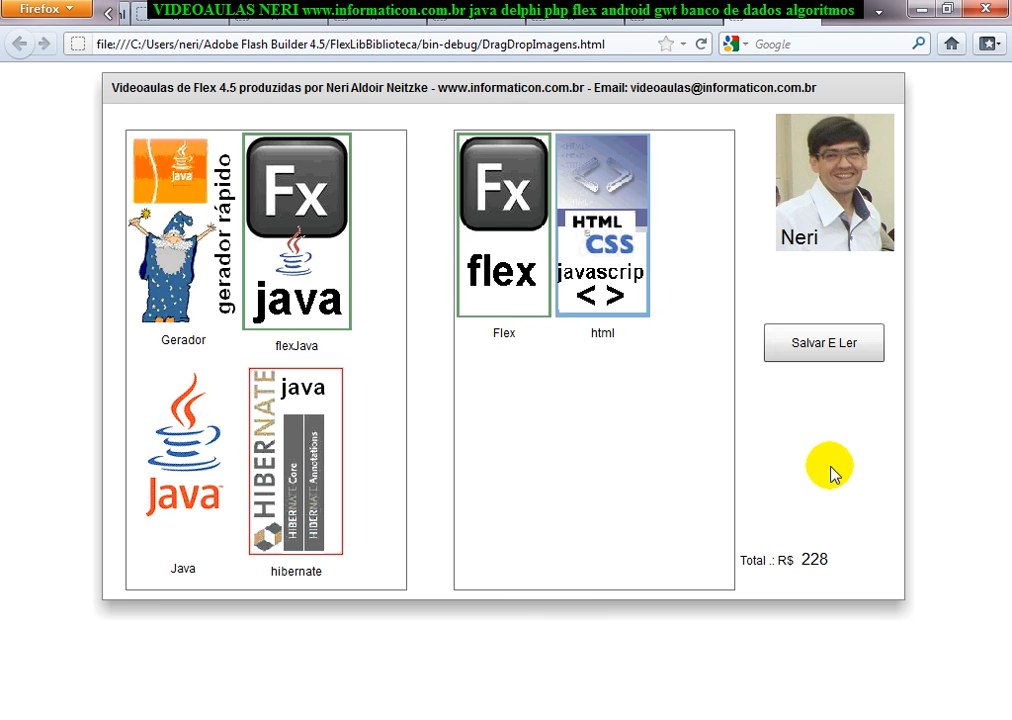 Firefox
VIDEOAULAS NERI www.informaticon.com.br java delphi php flex android gwt banco de dados algoritmos
file:///C:/Users/neri/Adobe Flash Builder 4.5/FlexLibBiblioteca/bin-debug/DragDropImagens.html
Google
Videoaulas de Flex 4.5 produzidas por Neri Aldoir Neitzke - www.informaticon.com.br - Email: videoaulas@informaticon.com.br
java
gerador rápido
Gerador
Fx
java
flexJava
Java
Java
HIBERNATE
java
HIBERNATE Core
HIBERNATE Annotations
hibernate
Fx
flex
Flex
HTML
CSS
javascrip
< >
html
Neri
Salvar E Ler
Total .: R$ 228